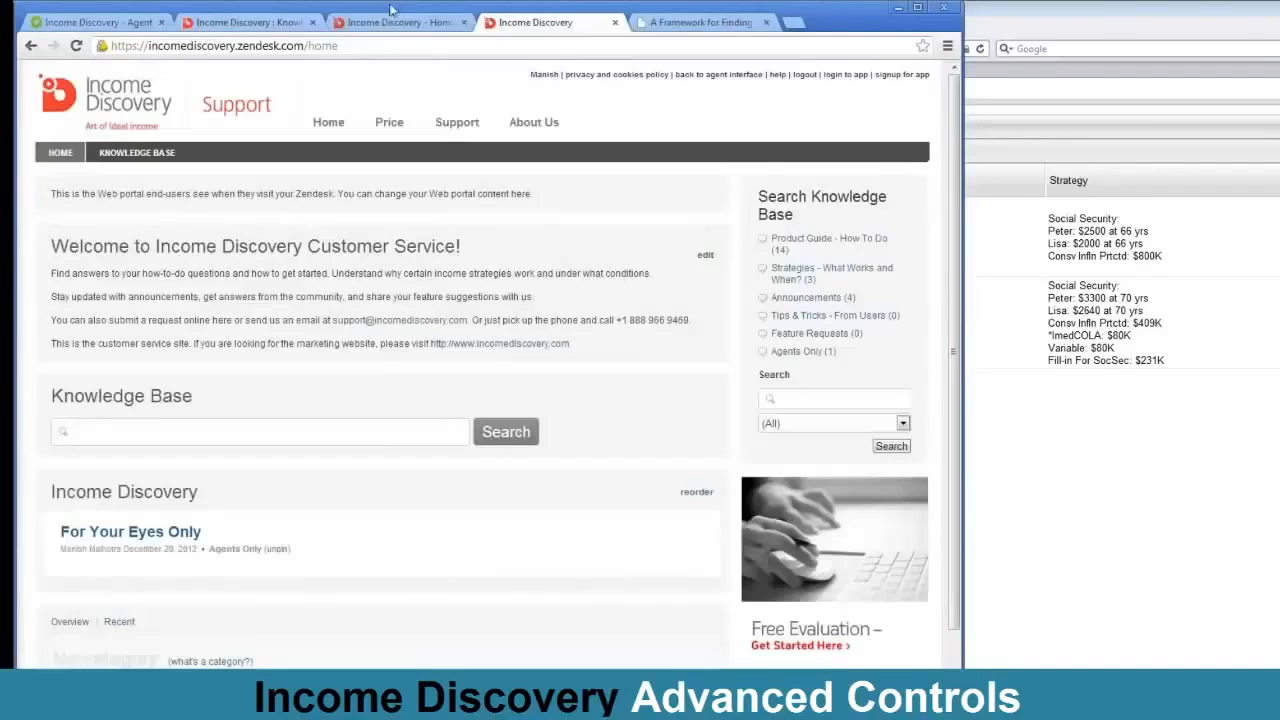 Income Discovery - Agent
Income Discovery : Know
Income Discovery - Home
Income Discovery
A Framework for Finding
https://incomediscovery.zendesk.com/home
Google
Manish | privacy and cookies policy | back to agent interface | help | logout | login to app | signup for app
Income
Discovery
Art of Ideal Income
Support
Home Price Support About Us
HOME KNOWLEDGE BASE
This is the Web portal end-users see when they visit your Zendesk. You can change your Web portal content here.
Welcome to Income Discovery Customer Service!
edit
Find answers to your how-to-do questions and how to get started. Understand why certain income strategies work and under what conditions.
Stay updated with announcements, get answers from the community, and share your feature suggestions with us.
You can also submit a request online here or send us an email at support@incomediscovery.com. Or just pick up the phone and call +1 888 966 9469.
This is the customer service site. If you are looking for the marketing website, please visit http://www.incomediscovery.com
Knowledge Base
Search
Income Discovery
reorder
For Your Eyes Only
Manish Malhotra December 20, 2012 • Agents Only (unpin)
Overview | Recent
(what's a category?)
Search Knowledge
Base
Product Guide - How To Do
(14)
Strategies - What Works and
When? (3)
Announcements (4)
Tips & Tricks - From Users (0)
Feature Requests (0)
Agents Only (1)
Search
(All)
Search
Free Evaluation –
Get Started Here >
Strategy
Social Security:
Peter: $2500 at 66 yrs
Lisa: $2000 at 66 yrs
Consv Infln Prtctd: $800K
Social Security:
Peter: $3300 at 70 yrs
Lisa: $2640 at 70 yrs
Consv Infln Prtctd: $409K
*ImedCOLA: $80K
Variable: $80K
Fill-in For SocSec: $231K
Income Discovery Advanced Controls